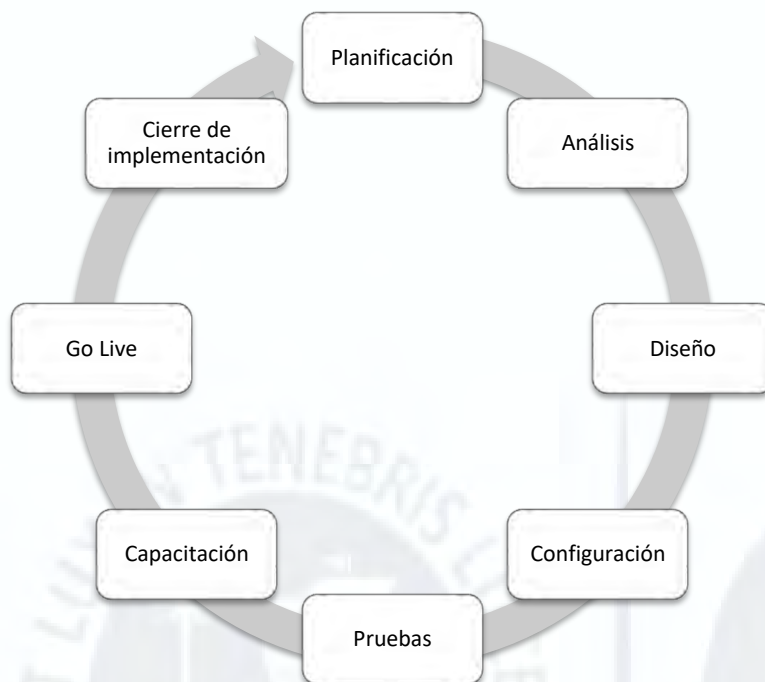 Planificación
Análisis
Diseño
Configuración
Pruebas
Capacitación
Go Live
Cierre de
implementación
TENEBRIS